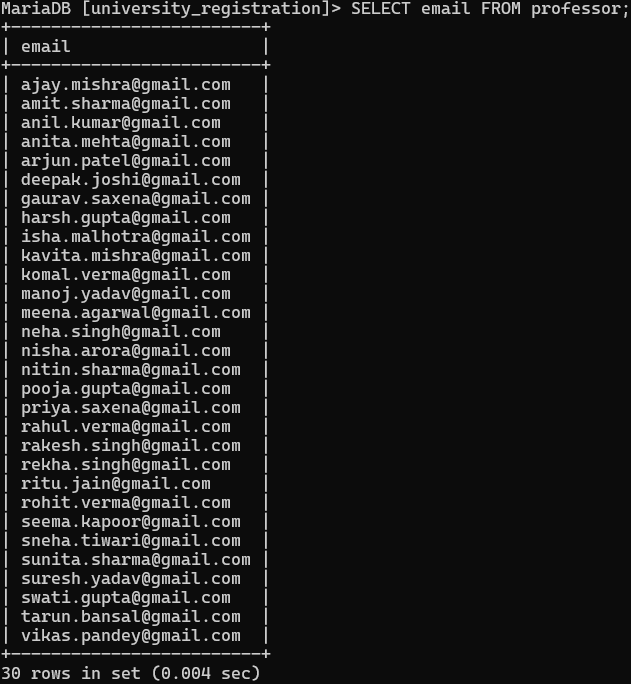 MariaDB [university_registration]> SELECT email FROM professor;
+-------------------------+
| email                   |
+-------------------------+
| ajay.mishra@gmail.com   |
| amit.sharma@gmail.com   |
| anil.kumar@gmail.com    |
| anita.mehta@gmail.com   |
| arjun.patel@gmail.com   |
| deepak.joshi@gmail.com  |
| gaurav.saxena@gmail.com |
| harsh.gupta@gmail.com   |
| isha.malhotra@gmail.com |
| kavita.mishra@gmail.com |
| komal.verma@gmail.com   |
| manoj.yadav@gmail.com   |
| meena.agarwal@gmail.com |
| neha.singh@gmail.com    |
| nisha.arora@gmail.com   |
| nitin.sharma@gmail.com  |
| pooja.gupta@gmail.com   |
| priya.saxena@gmail.com  |
| rahul.verma@gmail.com   |
| rakesh.singh@gmail.com  |
| rekha.singh@gmail.com   |
| ritu.jain@gmail.com     |
| rohit.verma@gmail.com   |
| seema.kapoor@gmail.com  |
| sneha.tiwari@gmail.com  |
| sunita.sharma@gmail.com |
| suresh.yadav@gmail.com  |
| swati.gupta@gmail.com   |
| tarun.bansal@gmail.com  |
| vikas.pandey@gmail.com  |
+-------------------------+
30 rows in set (0.004 sec)